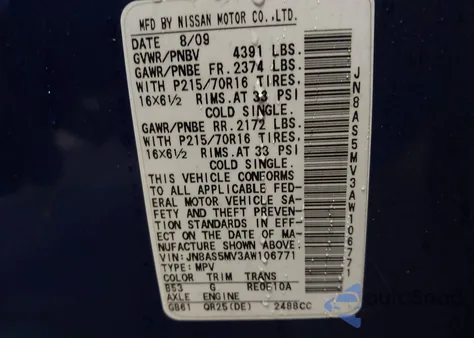 MFD BY NISSAN MOTOR CO.,LTD.
DATE 8/09
GVWR/PNBV 4391 LBS.
GAWR/PNBE FR. 2374 LBS.
WITH P215/70R16 TIRES,
16X6½ RIMS.AT 33 PSI
COLD SINGLE.
GAWR/PNBE RR. 2172 LBS.
WITH P215/70R16 TIRES,
16X6½ RIMS.AT 33 PSI
COLD SINGLE.
THIS VEHICLE CONFORMS
TO ALL APPLICABLE FED-
ERAL MOTOR VEHICLE SA-
FETY AND THEFT PREVEN-
TION STANDARDS IN EFF-
ECT ON THE DATE OF MA-
NUFACTURE SHOWN ABOVE.
VIN:JN8AS5MV3AW106771
TYPE:MPV
COLOR TRIM TRANS
B53 G RE0F10A
AXLE ENGINE
GB61 QR25(DE) 2488CC
JN8AS5MV3AW106771